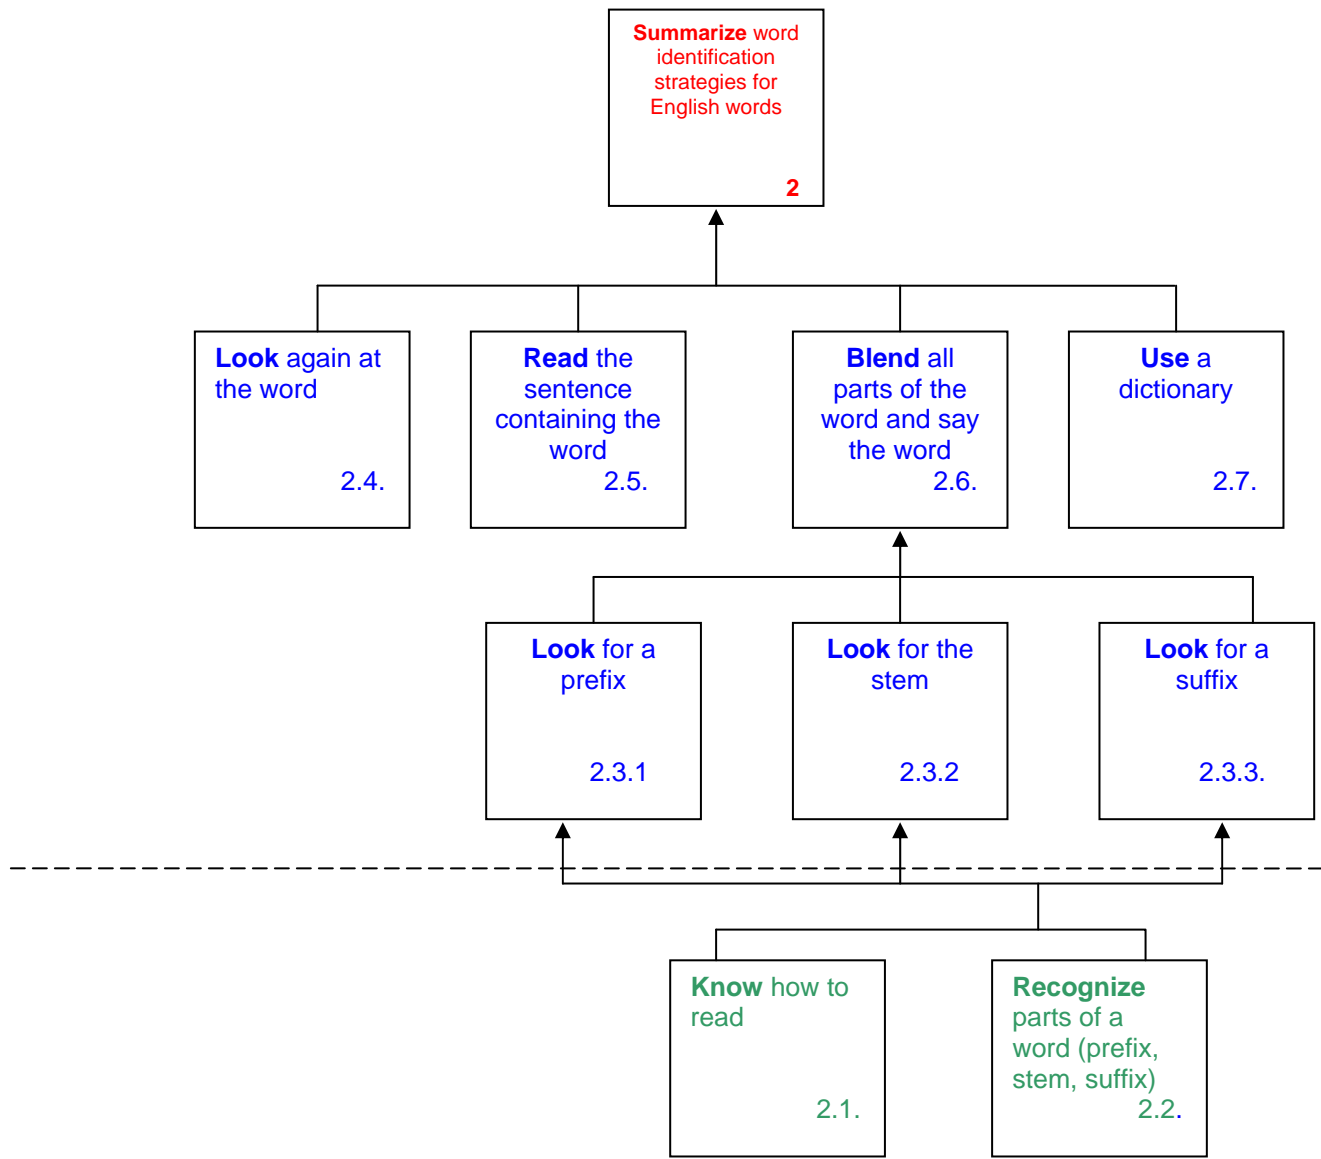 Summarize word
identification
strategies for
English words
2
Look again at
the word
2.4.
Read the
sentence
containing the
word
2.5.
Blend all
parts of the
word and say
the word
2.6.
Use a
dictionary
2.7.
Look for a
prefix
2.3.1
Look for the
stem
2.3.2
Look for a
suffix
2.3.3.
Know how to
read
2.1.
Recognize
parts of a
word (prefix,
stem, suffix)
2.2.